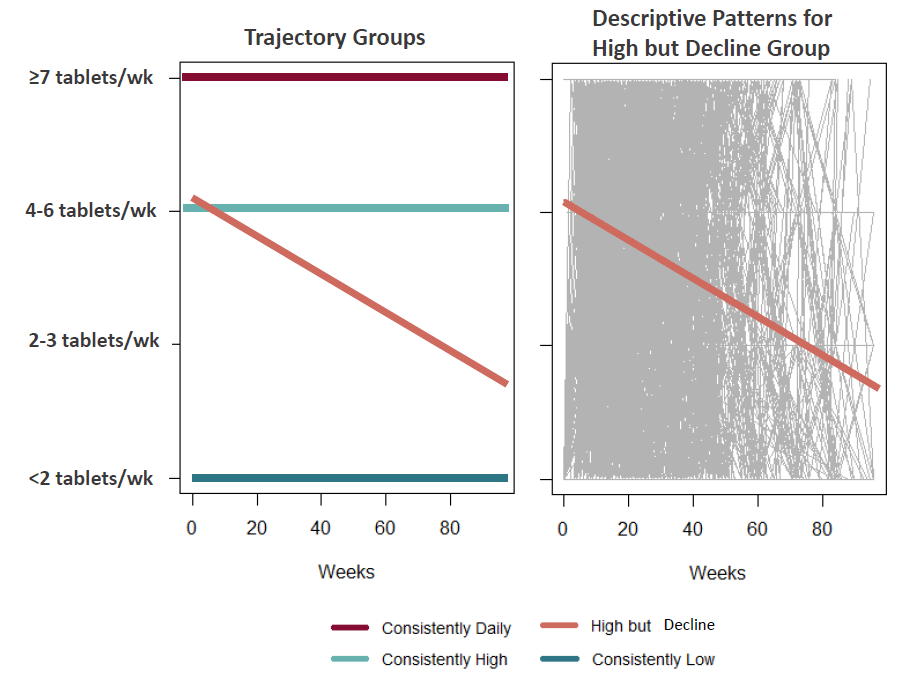 Trajectory Groups
Descriptive Patterns for
High but Decline Group
≥7 tablets/wk
4-6 tablets/wk
2-3 tablets/wk
<2 tablets/wk
0 20 40 60 80
Weeks
0 20 40 60 80
Weeks
Consistently Daily
High but Decline
Consistently High
Consistently Low